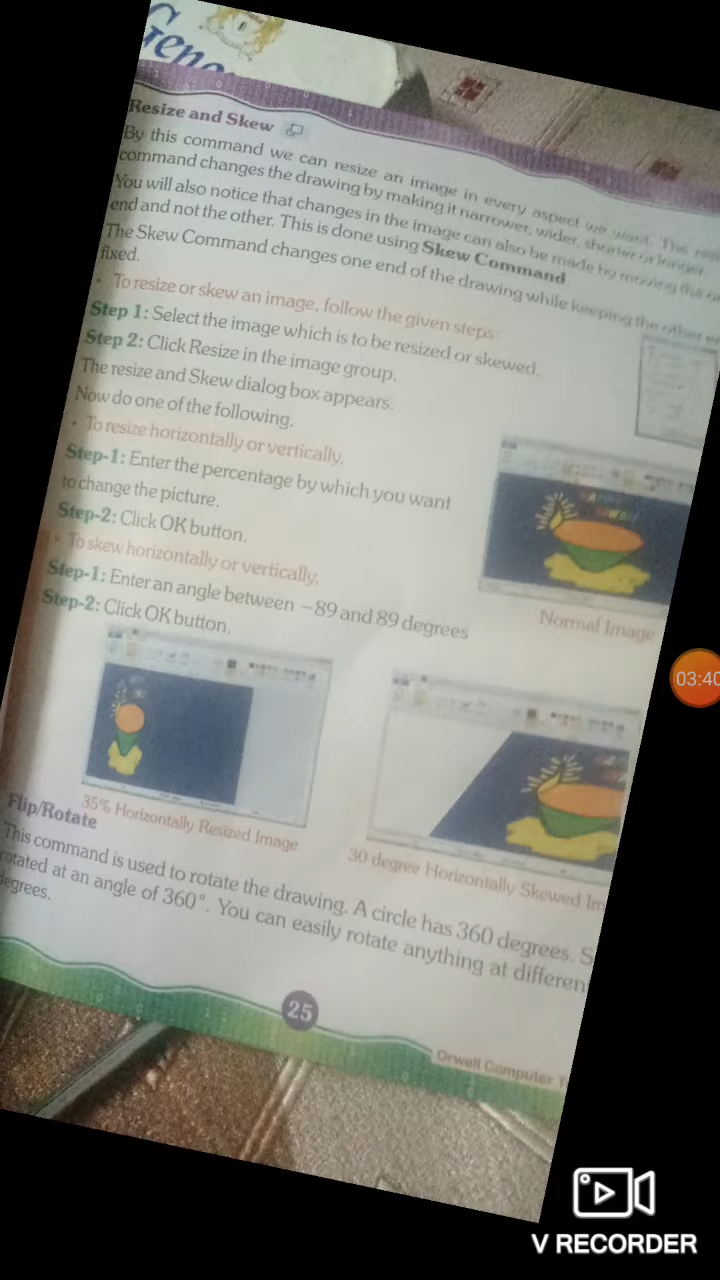 Gene
Resize and Skew
By this command we can resize an image in every aspect we want. The
command changes the drawing by making it narrower, wider, shorter or longer.
You will also notice that changes in the image can also be made by moving the
end and not the other. This is done using Skew Command.
The Skew Command changes one end of the drawing while keeping the other
fixed.
• To resize or skew an image, follow the given steps
Step 1: Select the image which is to be resized or skewed.
Step 2: Click Resize in the image group.
The resize and Skew dialog box appears.
Now do one of the following.
• To resize horizontally or vertically,
Step-1: Enter the percentage by which you want
to change the picture.
Step-2: Click OK button.
• To skew horizontally or vertically,
Step-1: Enter an angle between −89 and 89 degrees
Step-2: Click OK button.
Normal Image
35% Horizontally Resized Image
30 degree Horizontally Skewed Im
Flip/Rotate
This command is used to rotate the drawing. A circle has 360 degrees. S
rotated at an angle of 360°. You can easily rotate anything at differen
degrees.
25
Orwell Computer T
03:40
V RECORDER